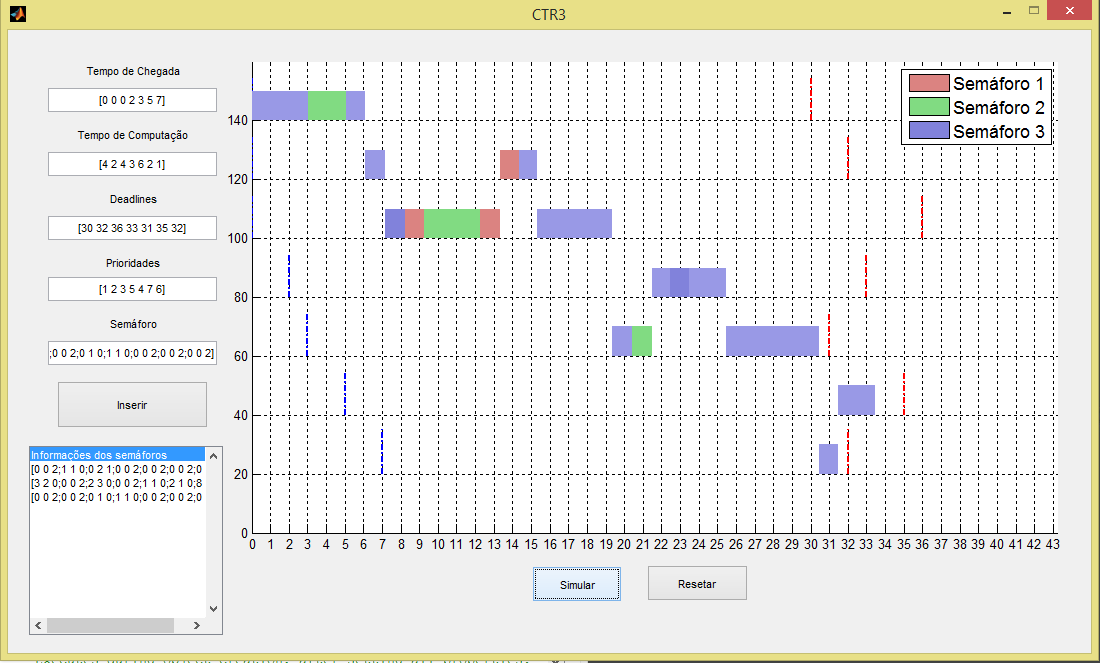 CTR3
Tempo de Chegada
[0 0 0 2 3 5 7]
Tempo de Computação
[4 2 4 3 6 2 1]
Deadlines
[30 32 36 33 31 35 32]
Prioridades
[1 2 3 5 4 7 6]
Semáforo
;0 0 2;0 1 0;1 1 0;0 0 2;0 0 2;0 0 2]
Inserir
Informações dos semáforos
[0 0 2;1 1 0;0 2 1;0 0 2;0 0 2;0 0 2;0
[3 2 0;0 0 2;2 3 0;0 0 2;1 1 0;2 1 0;8
[0 0 2;0 0 2;0 1 0;1 1 0;0 0 2;0 0 2;0
Semáforo 1
Semáforo 2
Semáforo 3
140
120
100
80
60
40
20
0
0 1 2 3 4 5 6 7 8 9 10 11 12 13 14 15 16 17 18 19 20 21 22 23 24 25 26 27 28 29 30 31 32 33 34 35 36 37 38 39 40 41 42 43
Simular
Resetar